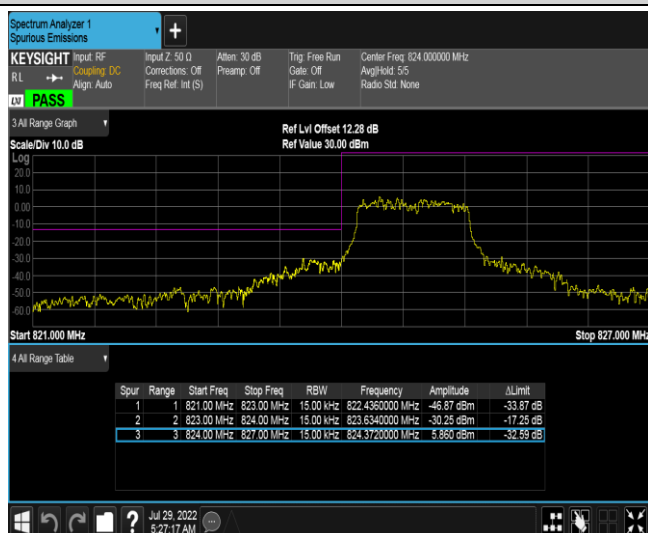 Spectrum Analyzer 1
Spurious Emissions
+
KEYSIGHT Input: RF Input Z: 50 Ω Atten: 30 dB Trig: Free Run Center Freq: 824.000000 MHz
RL Coupling: DC Corrections: Off Preamp: Off Gate: Off Avg|Hold: 5/5
Align: Auto Freq Ref: Int (S) IF Gain: Low Radio Std: None
LXI PASS
3 All Range Graph
Ref Lvl Offset 12.28 dB
Scale/Div 10.0 dB Ref Value 30.00 dBm
Log
20.0
10.0
0.00
-10.0
-20.0
-30.0
-40.0
-50.0
-60.0
Start 821.000 MHz Stop 827.000 MHz
4 All Range Table
Spur Range Start Freq Stop Freq RBW Frequency Amplitude ΔLimit
1 1 821.00 MHz 823.00 MHz 15.00 kHz 822.4360000 MHz -46.87 dBm -33.87 dB
2 2 823.00 MHz 824.00 MHz 15.00 kHz 823.6340000 MHz -30.25 dBm -17.25 dB
3 3 824.00 MHz 827.00 MHz 15.00 kHz 824.3720000 MHz 5.860 dBm -32.59 dB
? Jul 29, 2022
5:27:17 AM